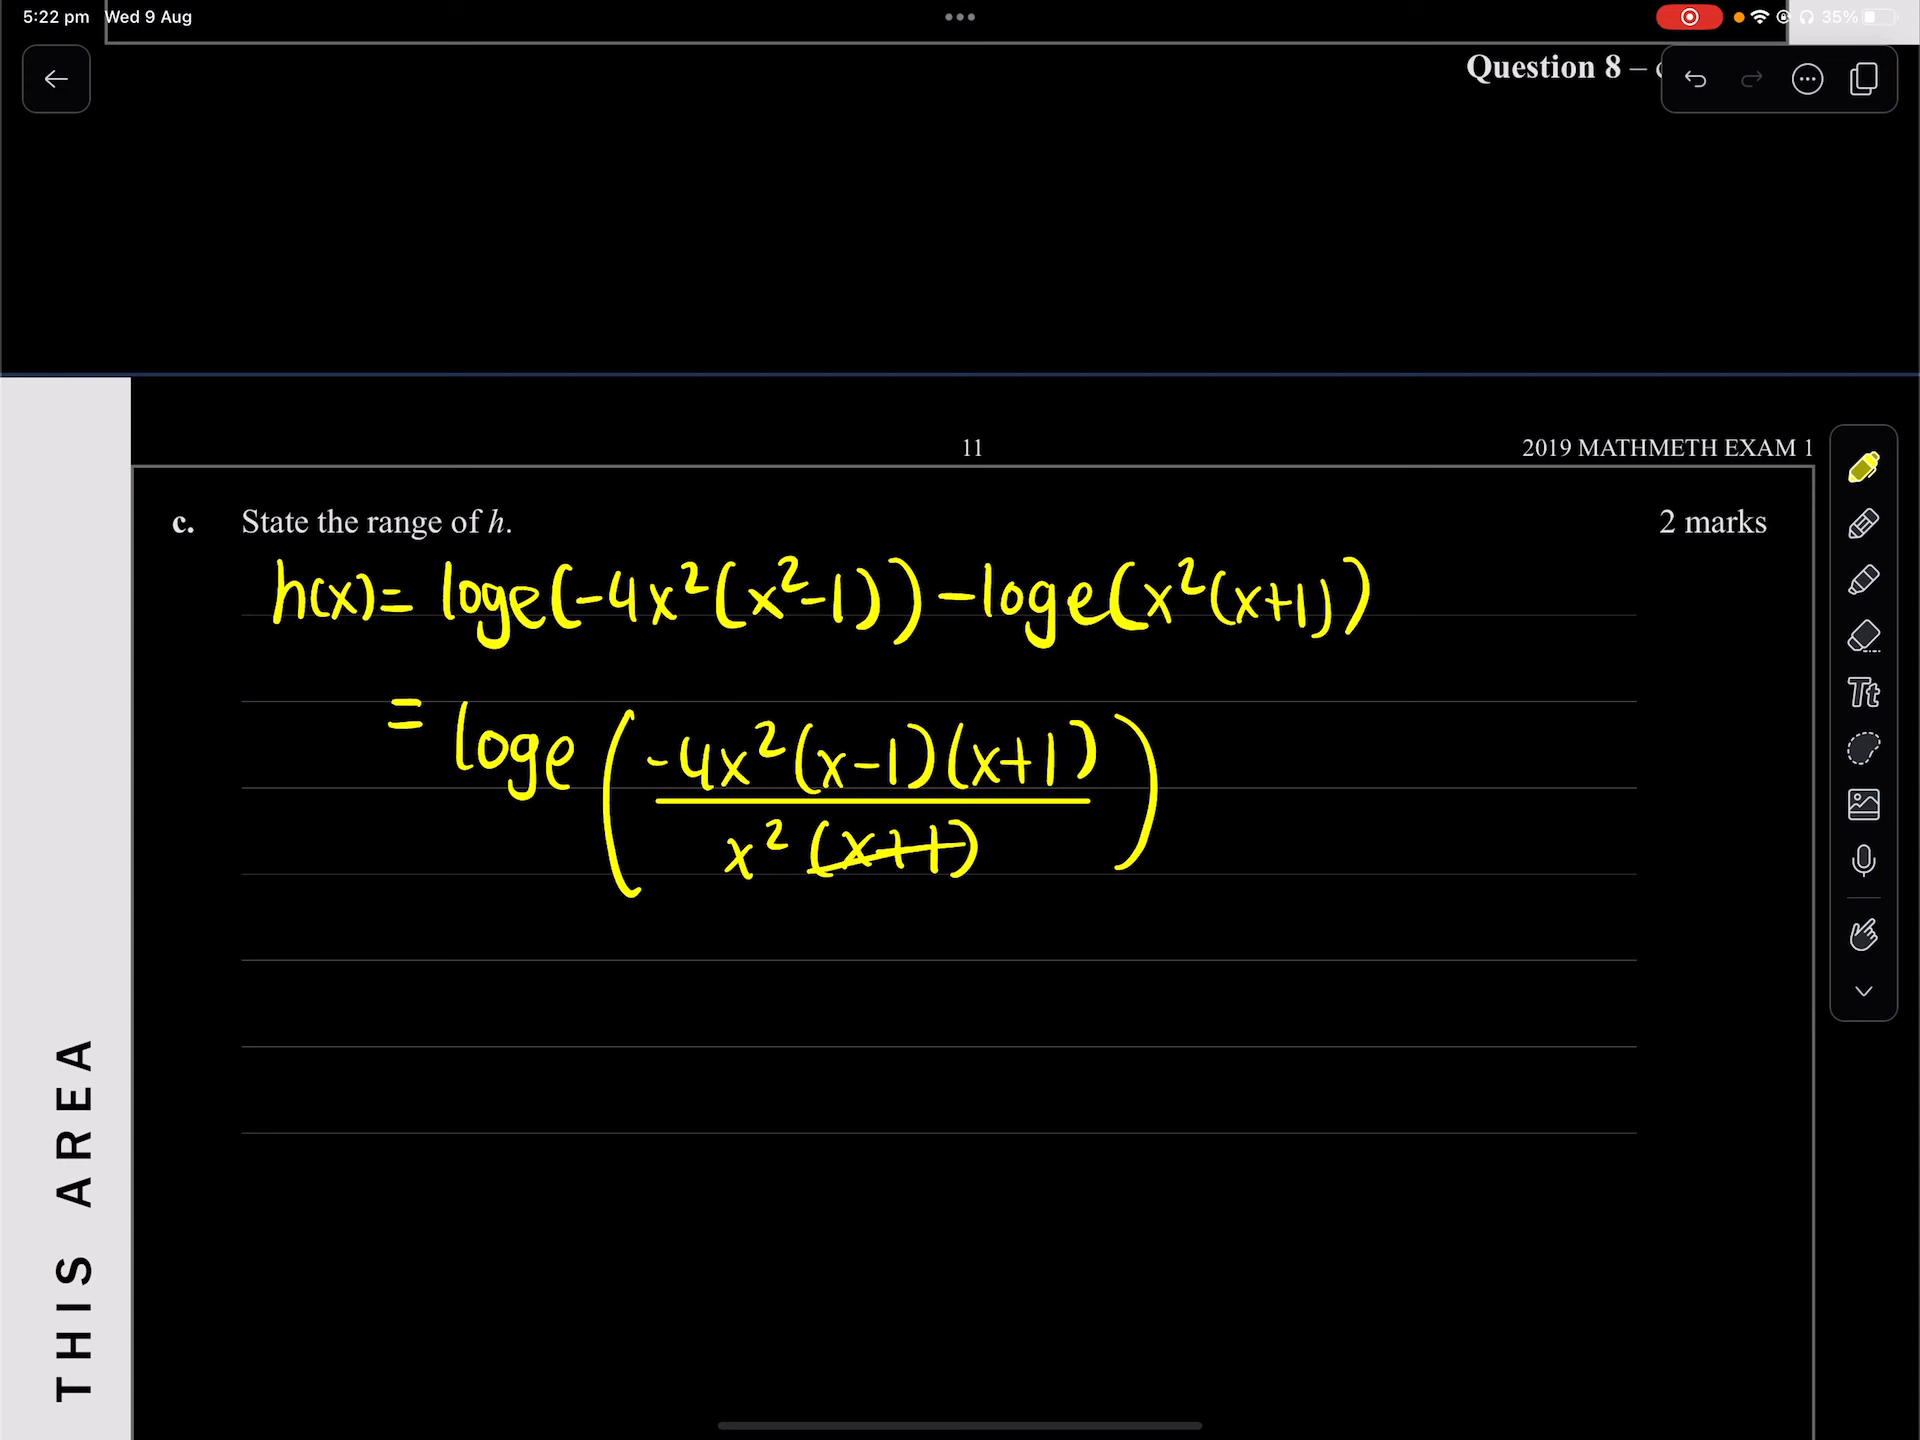 5:22 pm Wed 9 Aug
35%
Question 8 –
11
2019 MATHMETH EXAM 1
c. State the range of h. 2 marks
h(x)= loge(-4x²(x²-1)) -loge(x²(x+1))
= loge ( -4x²(x-1)(x+1)
x² (x+1) )
Tt
THIS AREA